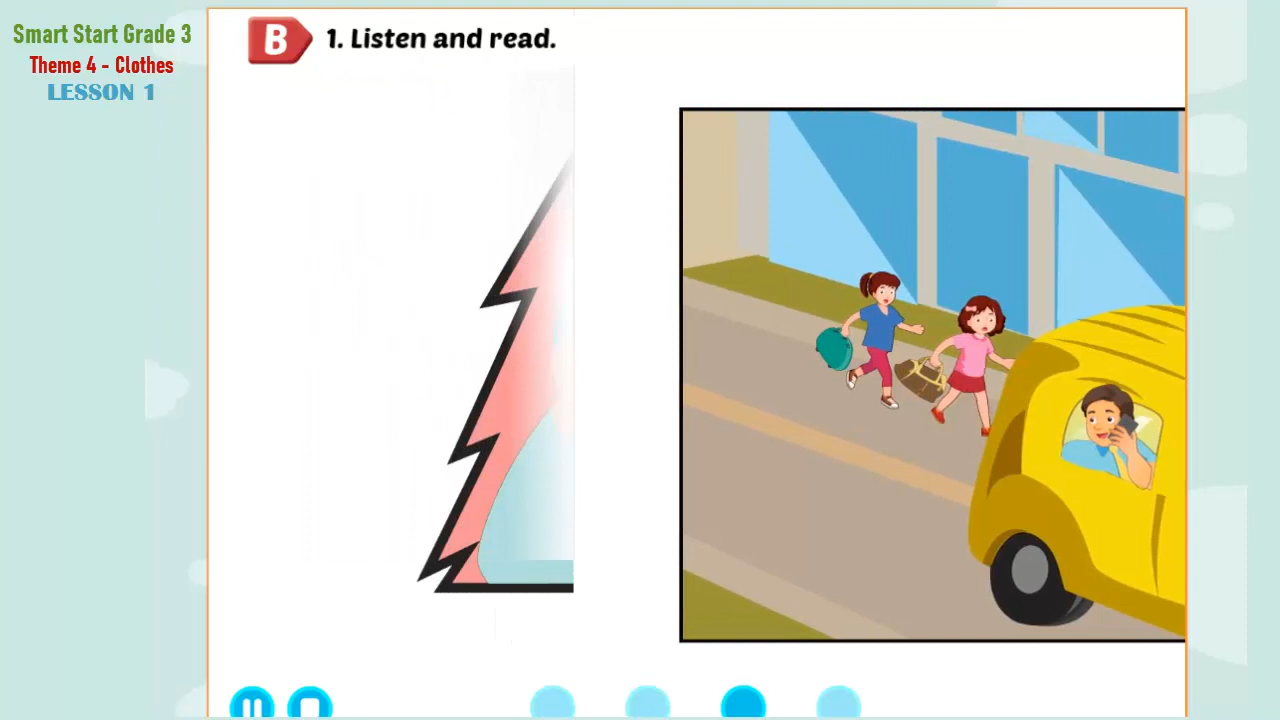 Smart Start Grade 3
Theme 4 - Clothes
LESSON 1
B 1. Listen and read.